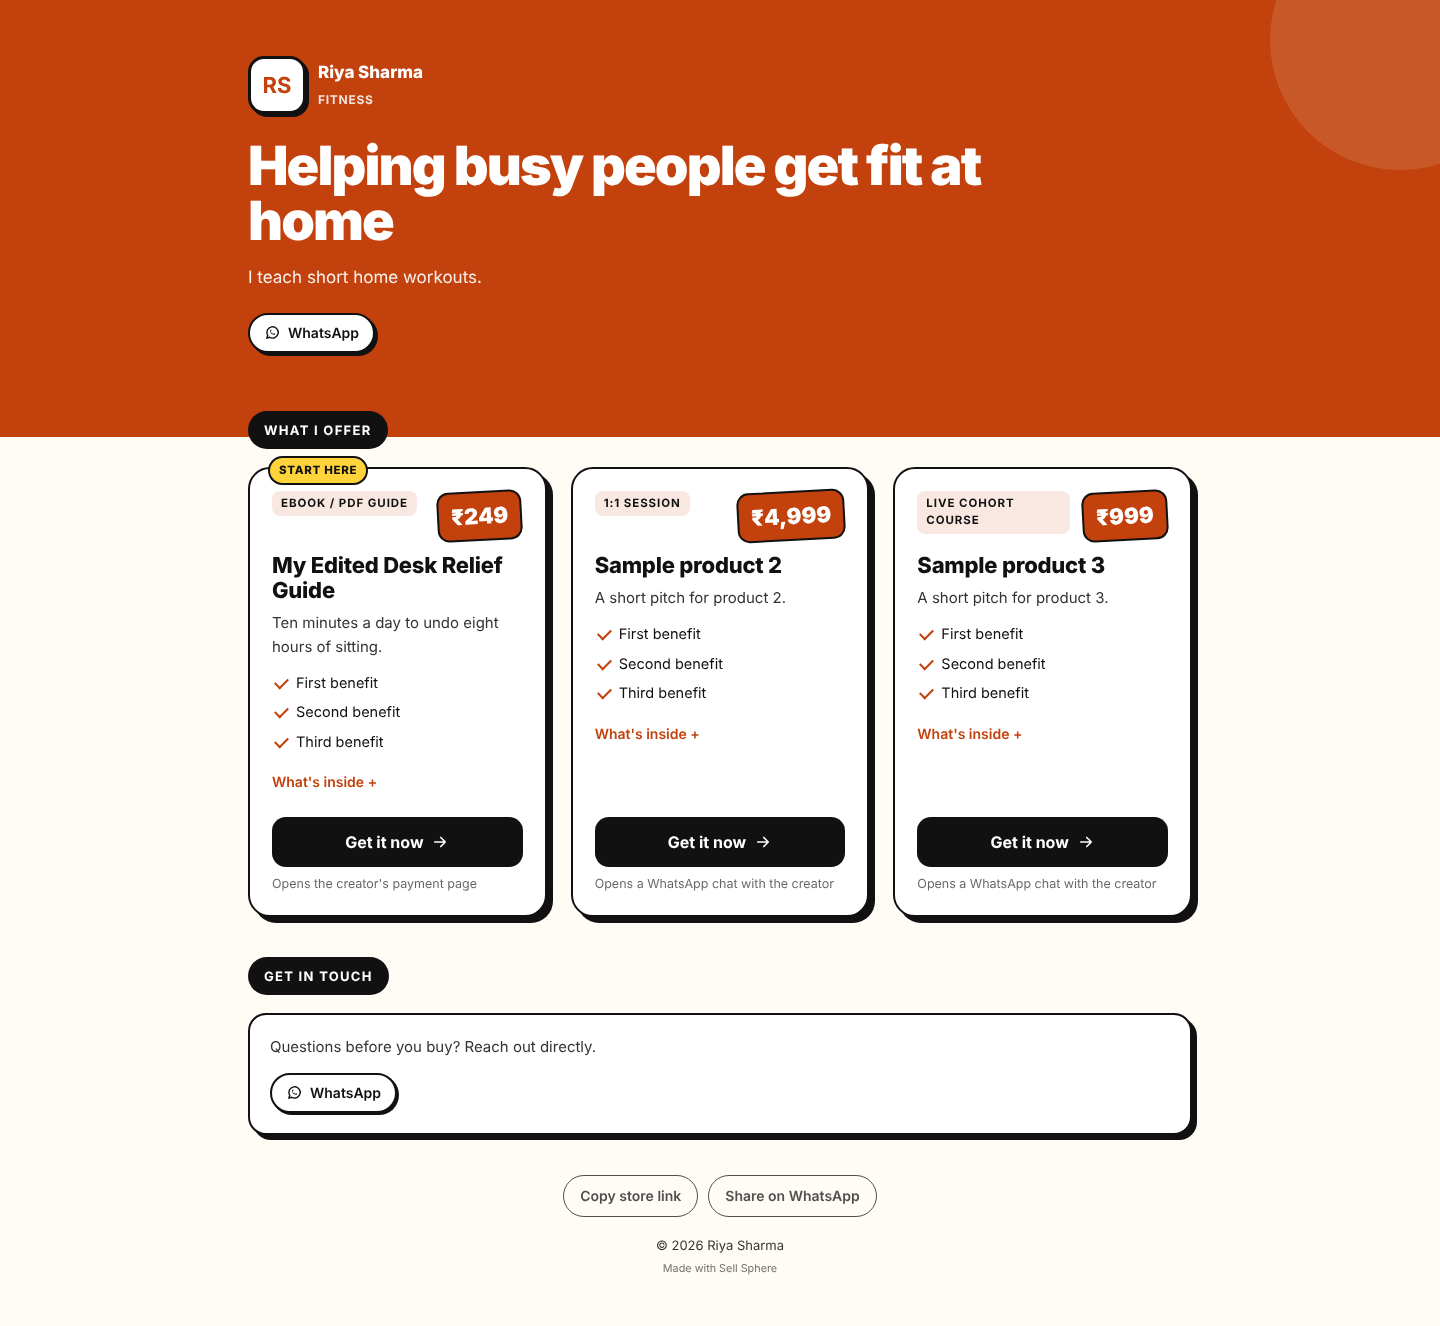 RS
Riya Sharma
FITNESS
Helping busy people get fit at
home
I teach short home workouts.
WhatsApp
WHAT I OFFER
START HERE
EBOOK / PDF GUIDE
₹249
My Edited Desk Relief
Guide
Ten minutes a day to undo eight
hours of sitting.
First benefit
Second benefit
Third benefit
What's inside +
Get it now →
Opens the creator's payment page
1:1 SESSION
₹4,999
Sample product 2
A short pitch for product 2.
First benefit
Second benefit
Third benefit
What's inside +
Get it now →
Opens a WhatsApp chat with the creator
LIVE COHORT
COURSE
₹999
Sample product 3
A short pitch for product 3.
First benefit
Second benefit
Third benefit
What's inside +
Get it now →
Opens a WhatsApp chat with the creator
GET IN TOUCH
Questions before you buy? Reach out directly.
WhatsApp
Copy store link
Share on WhatsApp
© 2026 Riya Sharma
Made with Sell Sphere